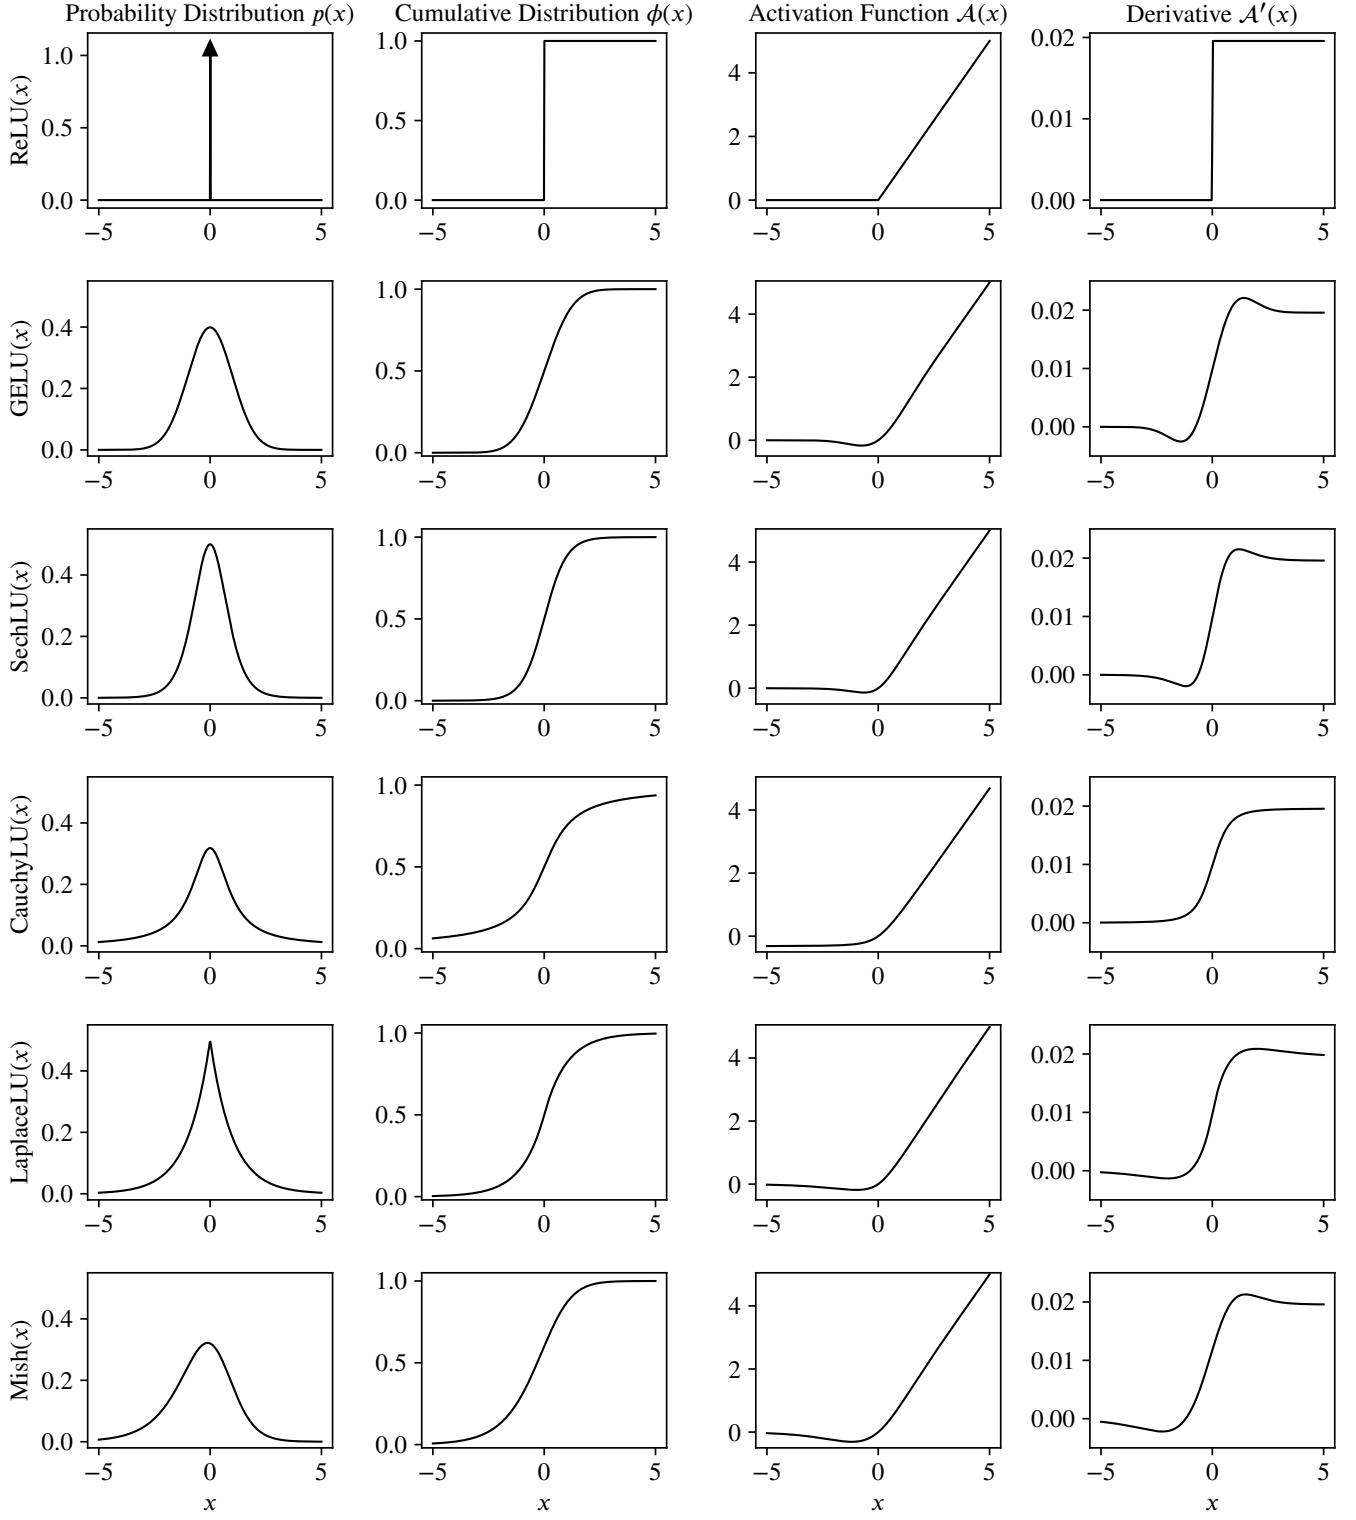 Probability Distribution p(x) Cumulative Distribution ϕ(x) Activation Function 𝒜(x) Derivative 𝒜′(x)
ReLU(x)
1.0
0.5
0.0
−5 0 5
1.0
0.5
0.0
−5 0 5
4
2
0
−5 0 5
0.02
0.01
0.00
−5 0 5
GELU(x)
0.4
0.2
0.0
−5 0 5
1.0
0.5
0.0
−5 0 5
4
2
0
−5 0 5
0.02
0.01
0.00
−5 0 5
SechLU(x)
0.4
0.2
0.0
−5 0 5
1.0
0.5
0.0
−5 0 5
4
2
0
−5 0 5
0.02
0.01
0.00
−5 0 5
CauchyLU(x)
0.4
0.2
0.0
−5 0 5
1.0
0.5
0.0
−5 0 5
4
2
0
−5 0 5
0.02
0.01
0.00
−5 0 5
LaplaceLU(x)
0.4
0.2
0.0
−5 0 5
1.0
0.5
0.0
−5 0 5
4
2
0
−5 0 5
0.02
0.01
0.00
−5 0 5
Mish(x)
0.4
0.2
0.0
−5 0 5
x
1.0
0.5
0.0
−5 0 5
x
4
2
0
−5 0 5
x
0.02
0.01
0.00
−5 0 5
x